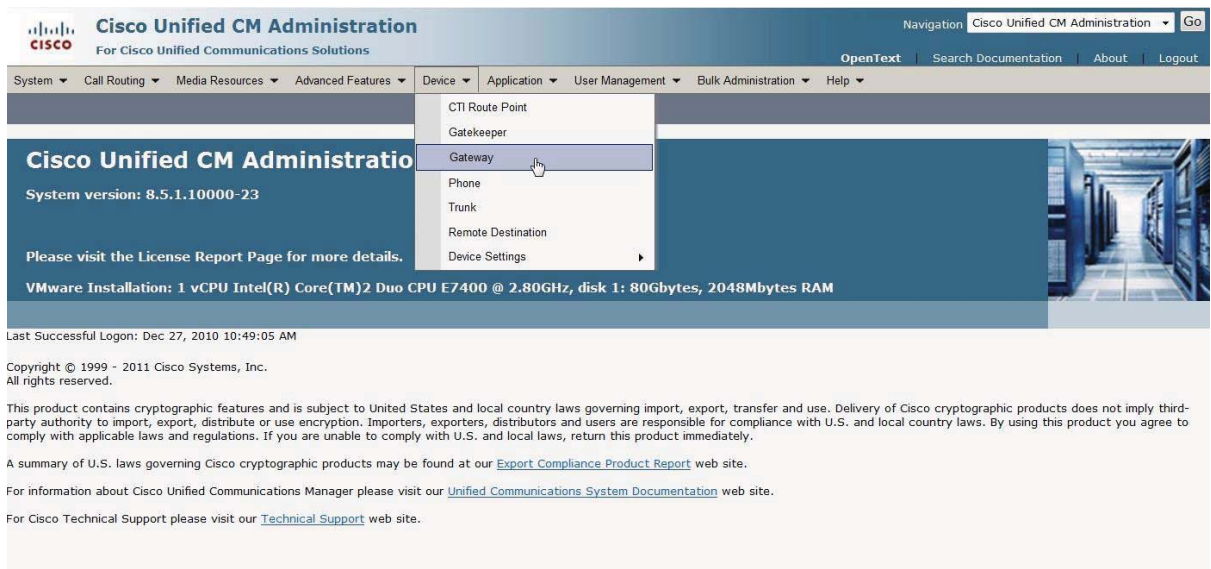 cisco
Cisco Unified CM Administration
For Cisco Unified Communications Solutions
Navigation Cisco Unified CM Administration Go
OpenText | Search Documentation | About | Logout
System Call Routing Media Resources Advanced Features Device Application User Management Bulk Administration Help
CTI Route Point
Gatekeeper
Gateway
Phone
Trunk
Remote Destination
Device Settings
Cisco Unified CM Administratio
System version: 8.5.1.10000-23
Please visit the License Report Page for more details.
VMware Installation: 1 vCPU Intel(R) Core(TM)2 Duo CPU E7400 @ 2.80GHz, disk 1: 80Gbytes, 2048Mbytes RAM
Last Successful Logon: Dec 27, 2010 10:49:05 AM
Copyright © 1999 - 2011 Cisco Systems, Inc.
All rights reserved.
This product contains cryptographic features and is subject to United States and local country laws governing import, export, transfer and use. Delivery of Cisco cryptographic products does not imply third-
party authority to import, export, distribute or use encryption. Importers, exporters, distributors and users are responsible for compliance with U.S. and local country laws. By using this product you agree to
comply with applicable laws and regulations. If you are unable to comply with U.S. and local laws, return this product immediately.
A summary of U.S. laws governing Cisco cryptographic products may be found at our Export Compliance Product Report web site.
For information about Cisco Unified Communications Manager please visit our Unified Communications System Documentation web site.
For Cisco Technical Support please visit our Technical Support web site.